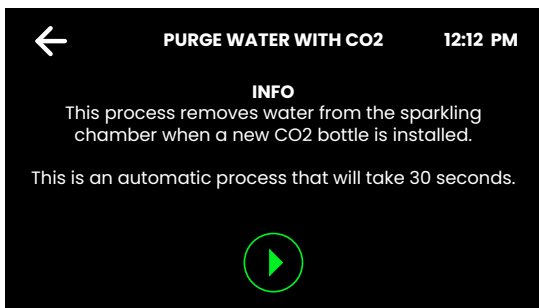 PURGE WATER WITH CO2 12:12 PM
INFO
This process removes water from the sparkling
chamber when a new CO2 bottle is installed.
This is an automatic process that will take 30 seconds.